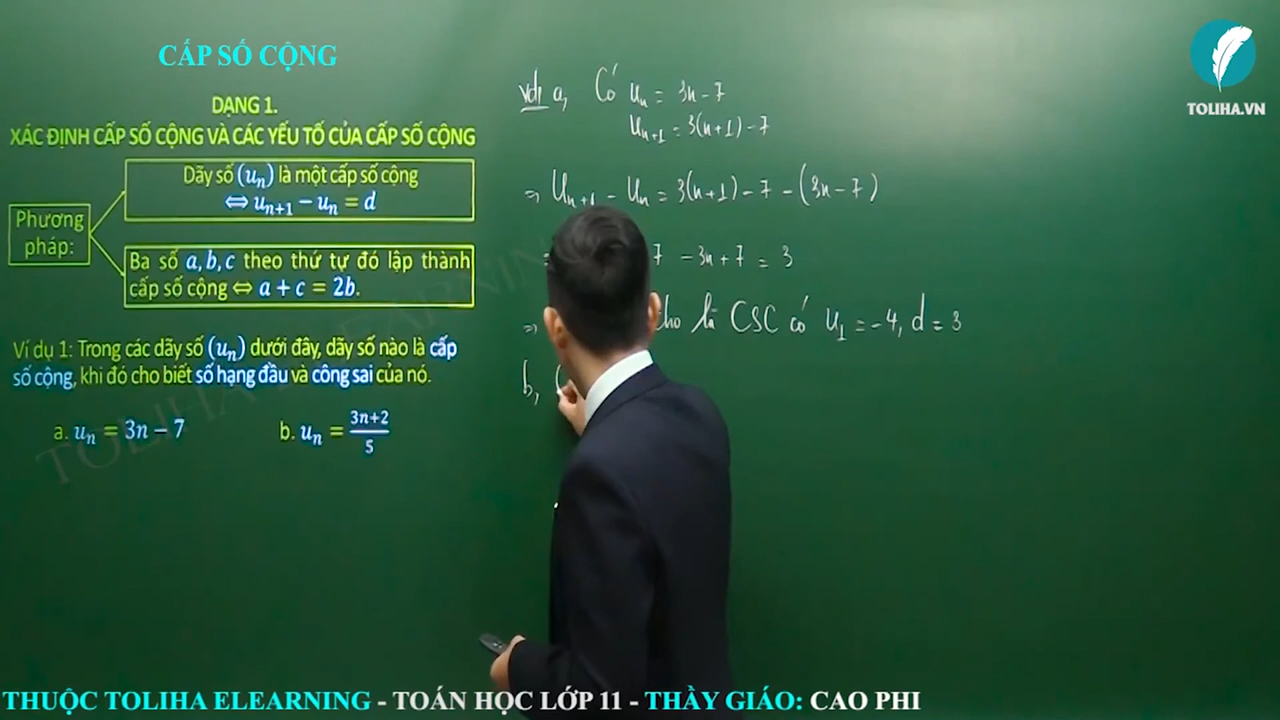 CẤP SỐ CỘNG
DẠNG 1.
XÁC ĐỊNH CẤP SỐ CỘNG VÀ CÁC YẾU TỐ CỦA CẤP SỐ CỘNG
Phương pháp:
Dãy số (uₙ) là một cấp số cộng
⇔ uₙ₊₁ − uₙ = d
Ba số a, b, c theo thứ tự đó lập thành
cấp số cộng ⇔ a + c = 2b.
Ví dụ 1: Trong các dãy số (uₙ) dưới đây, dãy số nào là cấp
số cộng, khi đó cho biết số hạng đầu và công sai của nó.
a. uₙ = 3n − 7 b. uₙ = (3n+2)/5
vd1 a, Có uₙ = 3n − 7
uₙ₊₁ = 3(n+1) − 7
⇒ uₙ₊₁ − uₙ = 3(n+1) − 7 − (3n − 7)
7 − 3n + 7 = 3
⇒ cho là CSC có u₁ = −4, d = 3
b,
TOLIHA.VN
TOLIHA ELEARNING
THUỘC TOLIHA ELEARNING - TOÁN HỌC LỚP 11 - THẦY GIÁO: CAO PHI